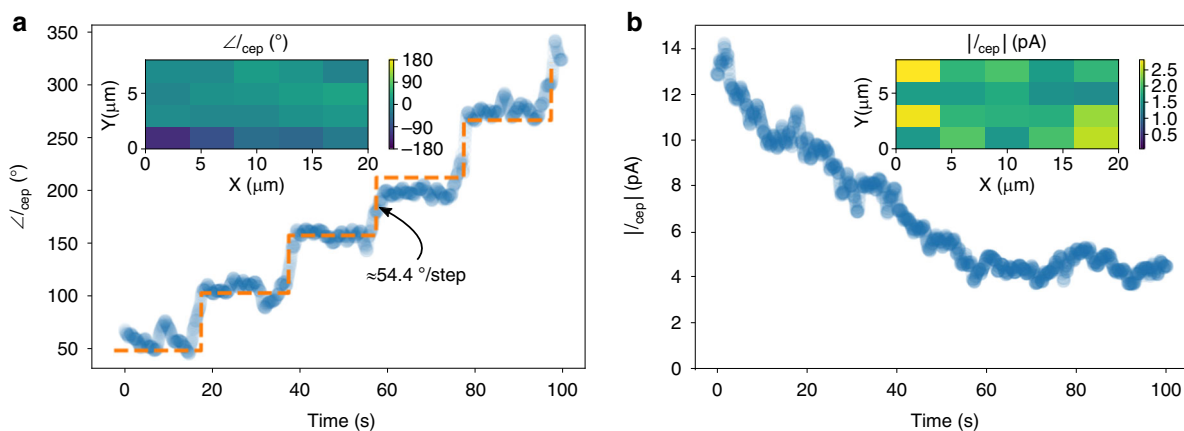 a
∠I_cep (°)
350
300
250
200
150
100
50
0 20 40 60 80 100
Time (s)
∠I_cep (°)
Y(μm)
5
0
0 5 10 15 20
X (μm)
180
90
0
−90
−180
≈54.4 °/step
b
|I_cep| (pA)
14
12
10
8
6
4
2
0
0 20 40 60 80 100
Time (s)
|I_cep| (pA)
Y(μm)
5
0
0 5 10 15 20
X (μm)
2.5
2.0
1.5
1.0
0.5